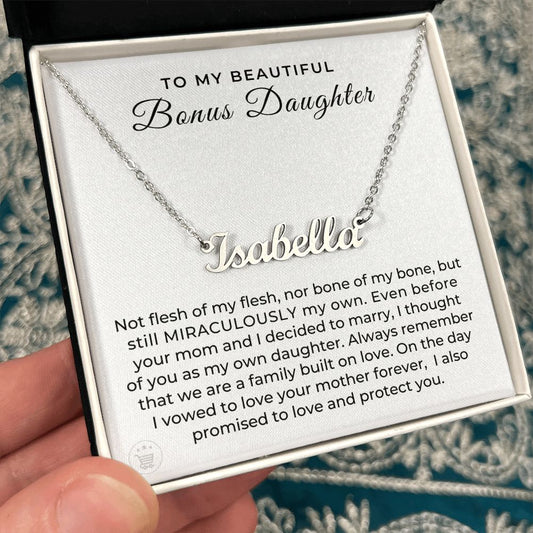 TO MY BEAUTIFUL
Bonus Daughter
Isabella
Not flesh of my flesh, nor bone of my bone, but
still MIRACULOUSLY my own. Even before
your mom and I decided to marry, I thought
of you as my own daughter. Always remember
that we are a family built on love. On the day
I vowed to love your mother forever, I also
promised to love and protect you.